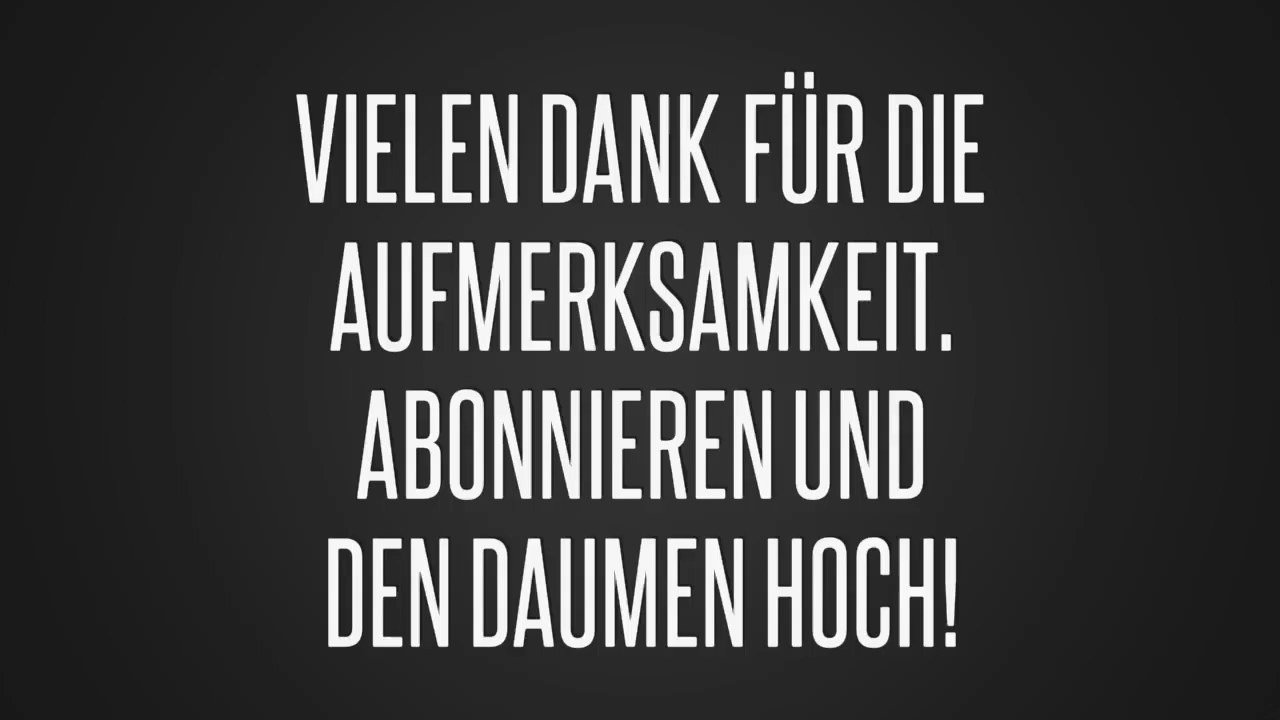 VIELEN DANK FÜR DIE
AUFMERKSAMKEIT.
ABONNIEREN UND
DEN DAUMEN HOCH!